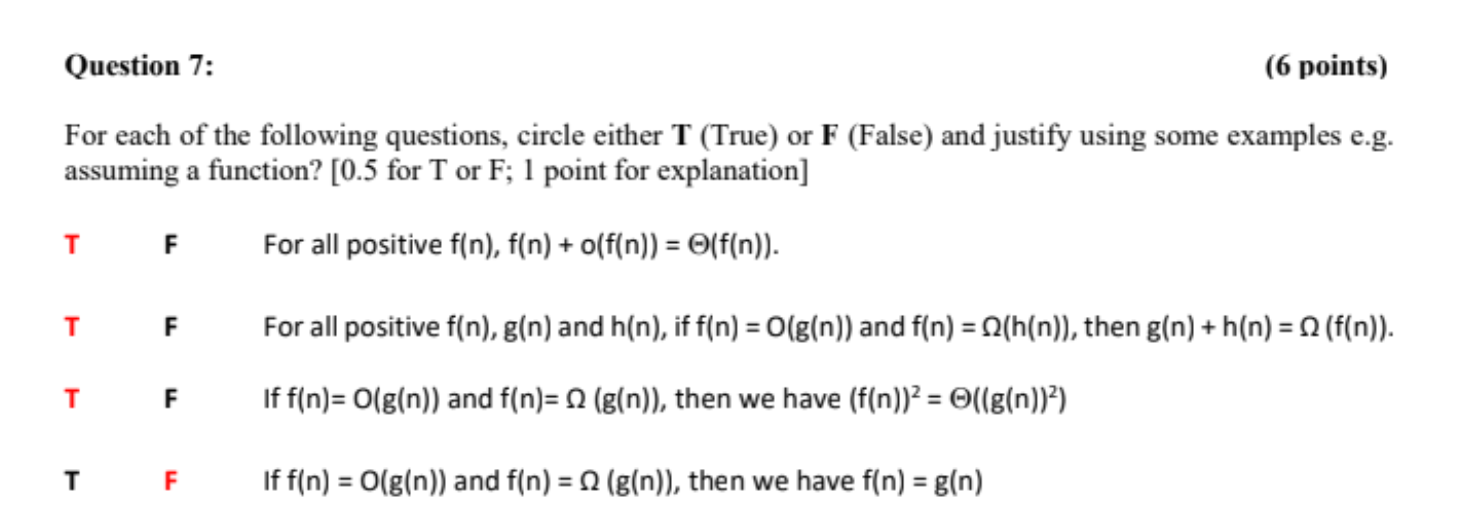 Question 7: (6 points)
For each of the following questions, circle either T (True) or F (False) and justify using some examples e.g.
assuming a function? [0.5 for T or F; 1 point for explanation]
T F For all positive f(n), f(n) + o(f(n)) = Θ(f(n)).
T F For all positive f(n), g(n) and h(n), if f(n) = O(g(n)) and f(n) = Ω(h(n)), then g(n) + h(n) = Ω (f(n)).
T F If f(n)= O(g(n)) and f(n)= Ω (g(n)), then we have (f(n))² = Θ((g(n))²)
T F If f(n) = O(g(n)) and f(n) = Ω (g(n)), then we have f(n) = g(n)